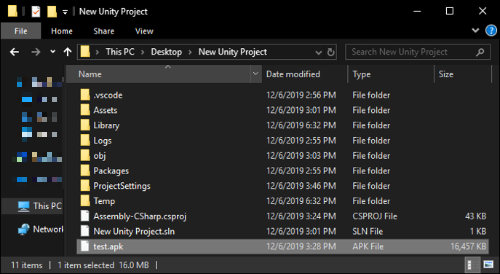 New Unity Project
File Home Share View
This PC Desktop New Unity Project Search New Unity Project
Name Date modified Type Size
.vscode 12/6/2019 2:56 PM File folder
Assets 12/6/2019 3:01 PM File folder
Library 12/6/2019 6:32 PM File folder
Logs 12/6/2019 2:55 PM File folder
obj 12/6/2019 3:03 PM File folder
Packages 12/6/2019 2:55 PM File folder
ProjectSettings 12/6/2019 3:46 PM File folder
Temp 12/6/2019 6:32 PM File folder
This PC Assembly-CSharp.csproj 12/6/2019 3:24 PM CSPROJ File 43 KB
Network New Unity Project.sln 12/6/2019 3:01 PM SLN File 1 KB
test.apk 12/6/2019 3:28 PM APK File 16,457 KB
11 items 1 item selected 16.0 MB